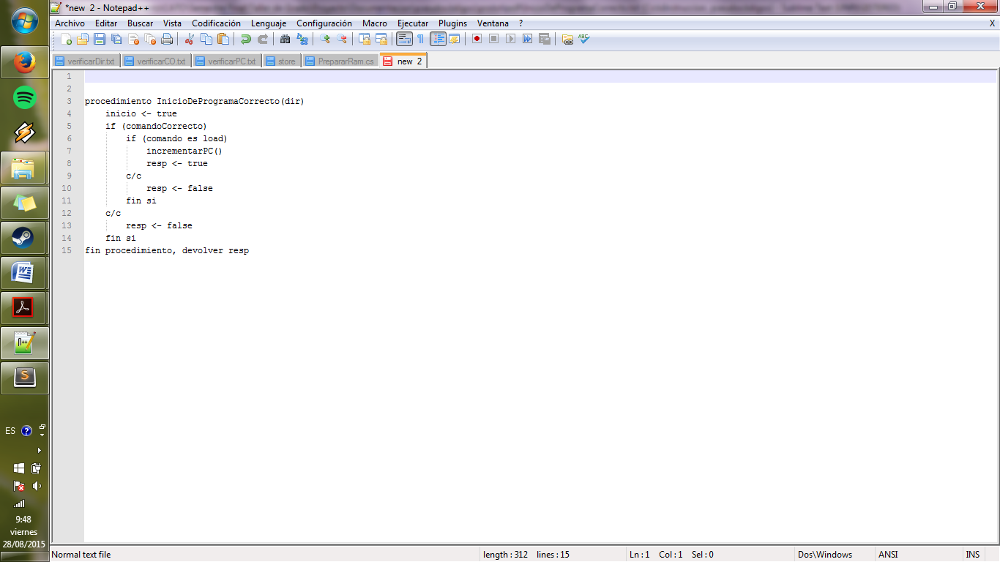 *new 2 - Notepad++
Archivo Editar Buscar Vista Codificación Lenguaje Configuración Macro Ejecutar Plugins Ventana ? X
verificarDir.txt verificarCO.txt verificarPC.txt store PrepararRam.cs new 2
1
2
3 procedimiento InicioDeProgramaCorrecto(dir)
4 inicio <- true
5 if (comandoCorrecto)
6 if (comando es load)
7 incrementarPC()
8 resp <- true
9 c/c
10 resp <- false
11 fin si
12 c/c
13 resp <- false
14 fin si
15 fin procedimiento, devolver resp
ES
9:48
viernes
28/08/2015
Normal text file length : 312 lines : 15 Ln : 1 Col : 1 Sel : 0 Dos\Windows ANSI INS